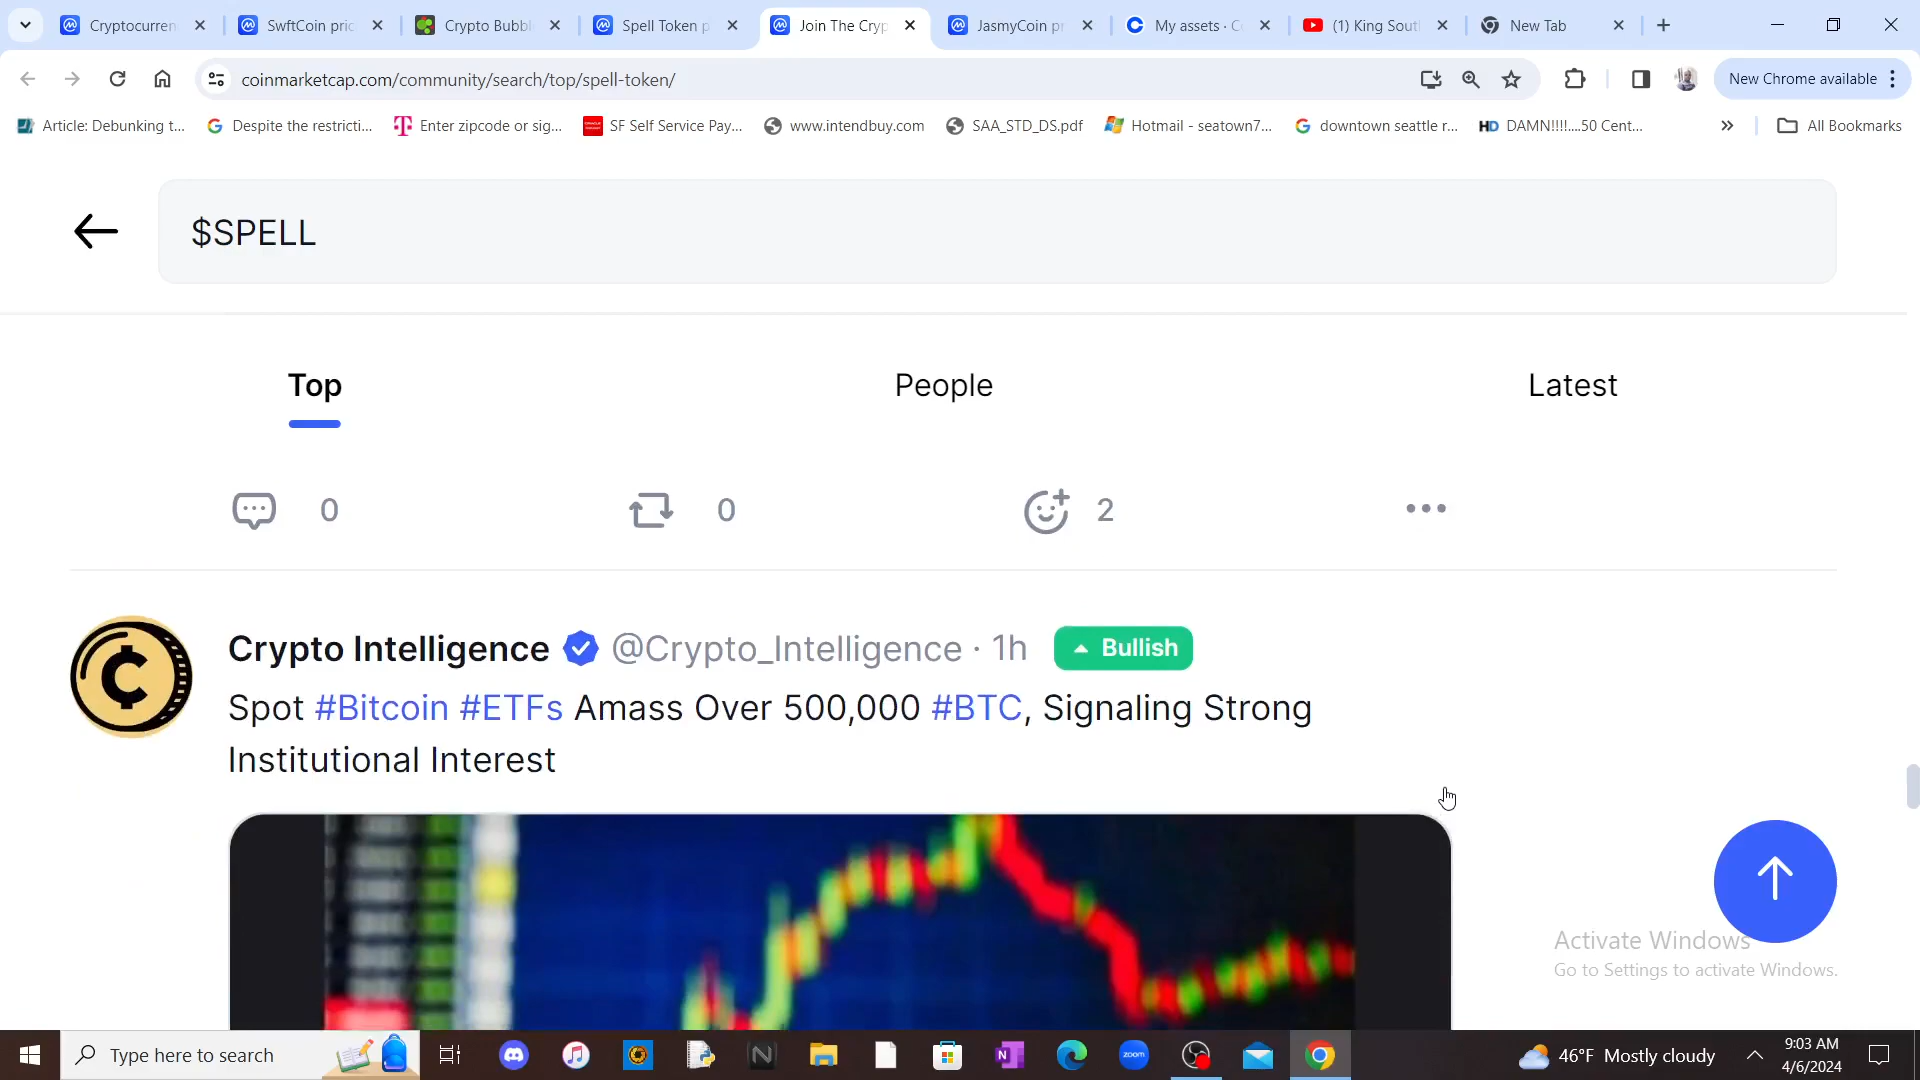 Cryptocurren
SwftCoin pric
Crypto Bubbl
Spell Token p
Join The Cryp
JasmyCoin pr
My assets · C
(1) King Sout
New Tab
coinmarketcap.com/community/search/top/spell-token/
New Chrome available
Article: Debunking t...
Despite the restricti...
Enter zipcode or sig...
SF Self Service Pay...
www.intendbuy.com
SAA_STD_DS.pdf
Hotmail - seatown7...
downtown seattle r...
HD DAMN!!!!....50 Cent...
All Bookmarks
$SPELL
Top
People
Latest
0
0
2
Crypto Intelligence @Crypto_Intelligence · 1h Bullish
Spot #Bitcoin #ETFs Amass Over 500,000 #BTC, Signaling Strong
Institutional Interest
Activate Windows
Go to Settings to activate Windows.
Type here to search
zoom
46°F Mostly cloudy
9:03 AM
4/6/2024